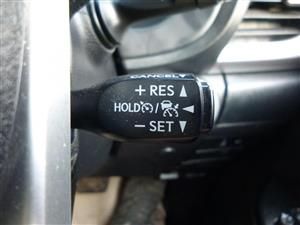 CANCEL
+ RES ▲
HOLD / ◀
− SET ▼